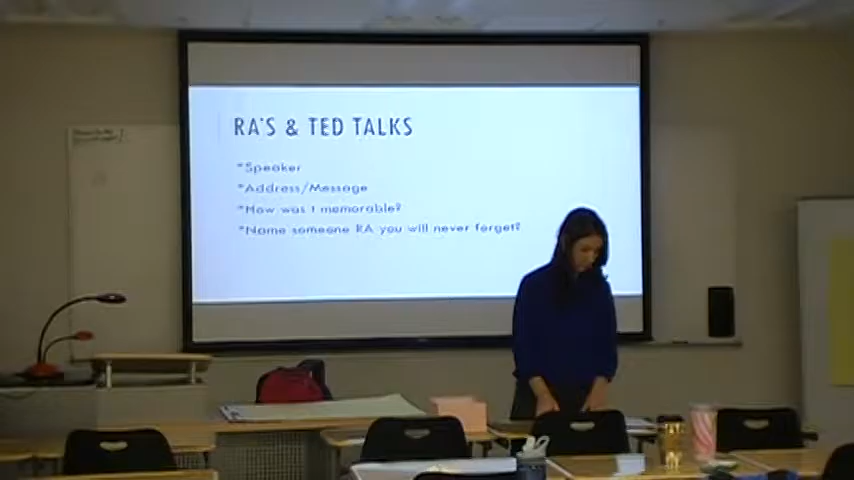 RA'S & TED TALKS
*Speaker
*Address/Message
*How was t memorable?
*Name someone RA you will never forget?